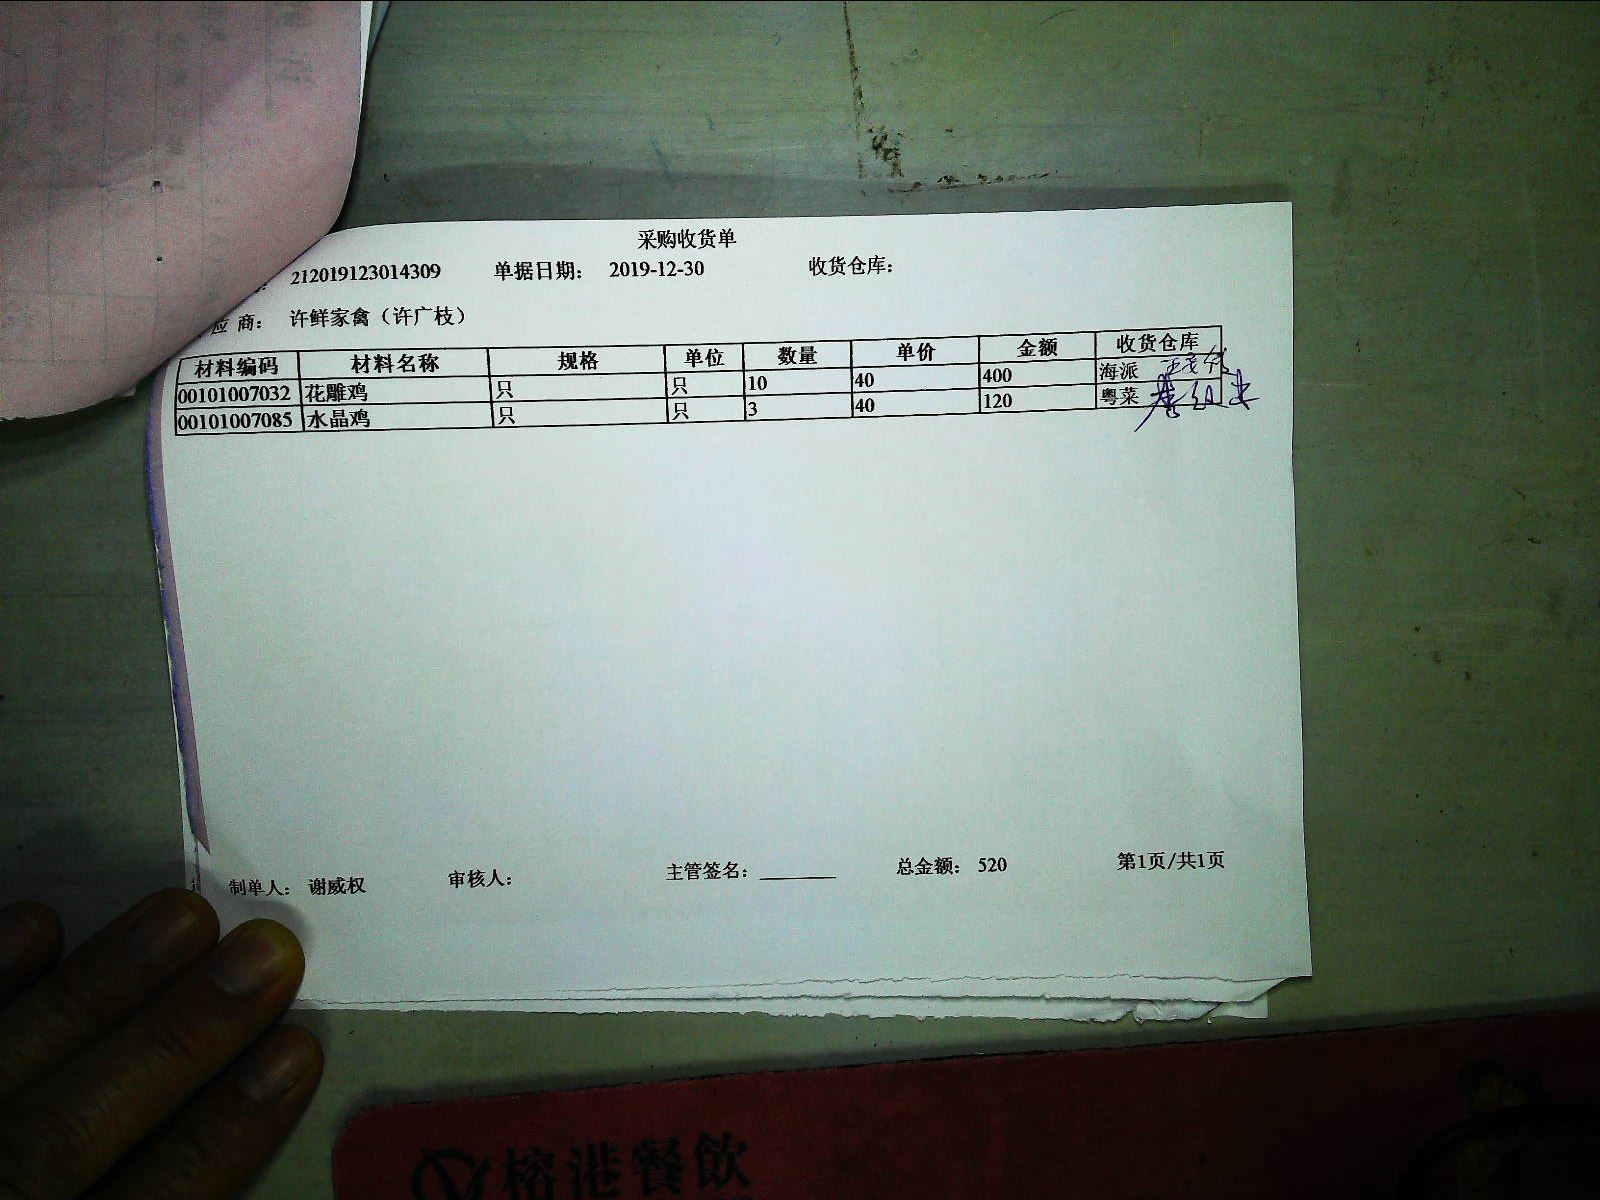 采购收货单
212019123014309 单据日期: 2019-12-30 收货仓库:
应 商: 许鲜家禽（许广枝）
材料编码 材料名称 规格 单位 数量 单价 金额 收货仓库
00101007032 花雕鸡 只 只 10 40 400 海派
00101007085 水晶鸡 只 只 3 40 120 粤菜
制单人: 谢威权 审核人: 主管签名: 总金额: 520 第1页/共1页
榕港餐飲